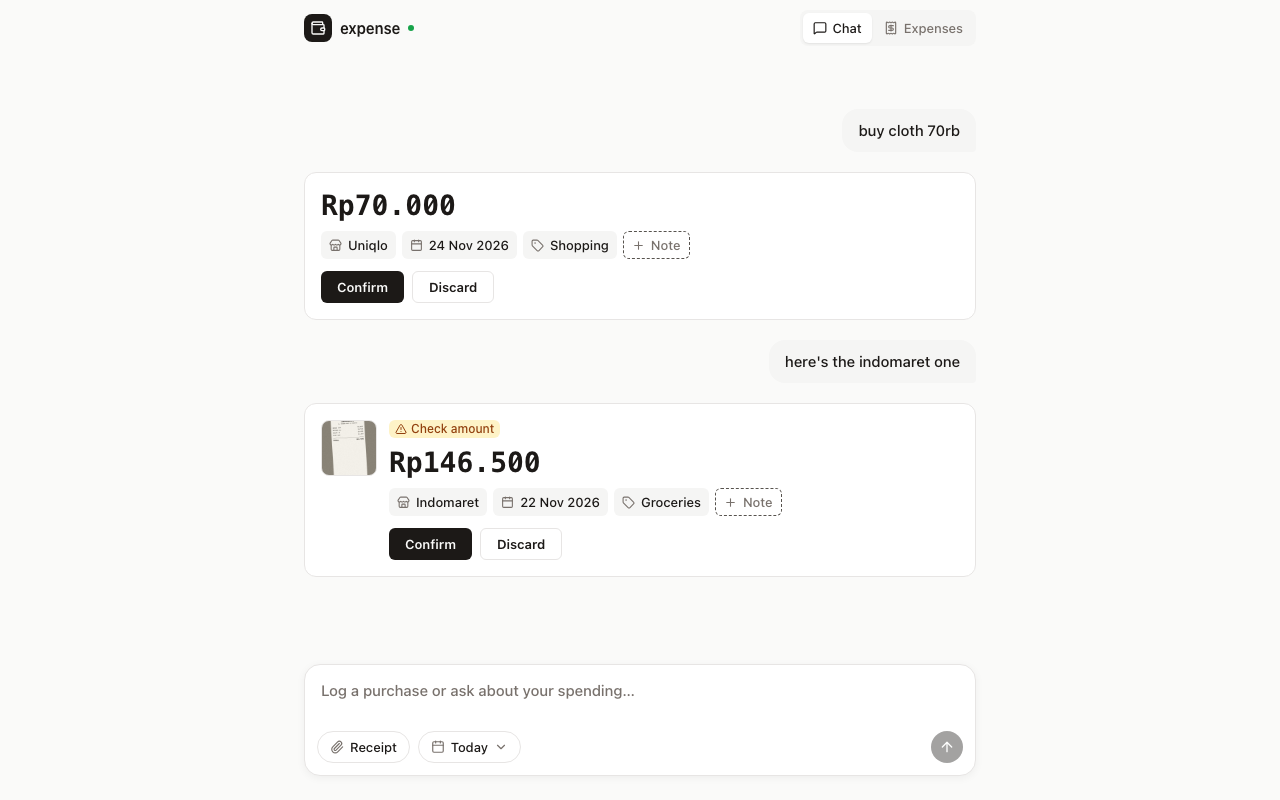 expense
Chat
Expenses
buy cloth 70rb
Rp70.000
Uniqlo
24 Nov 2026
Shopping
Note
Confirm
Discard
here's the indomaret one
Check amount
Rp146.500
Indomaret
22 Nov 2026
Groceries
Note
Confirm
Discard
Log a purchase or ask about your spending...
Receipt
Today